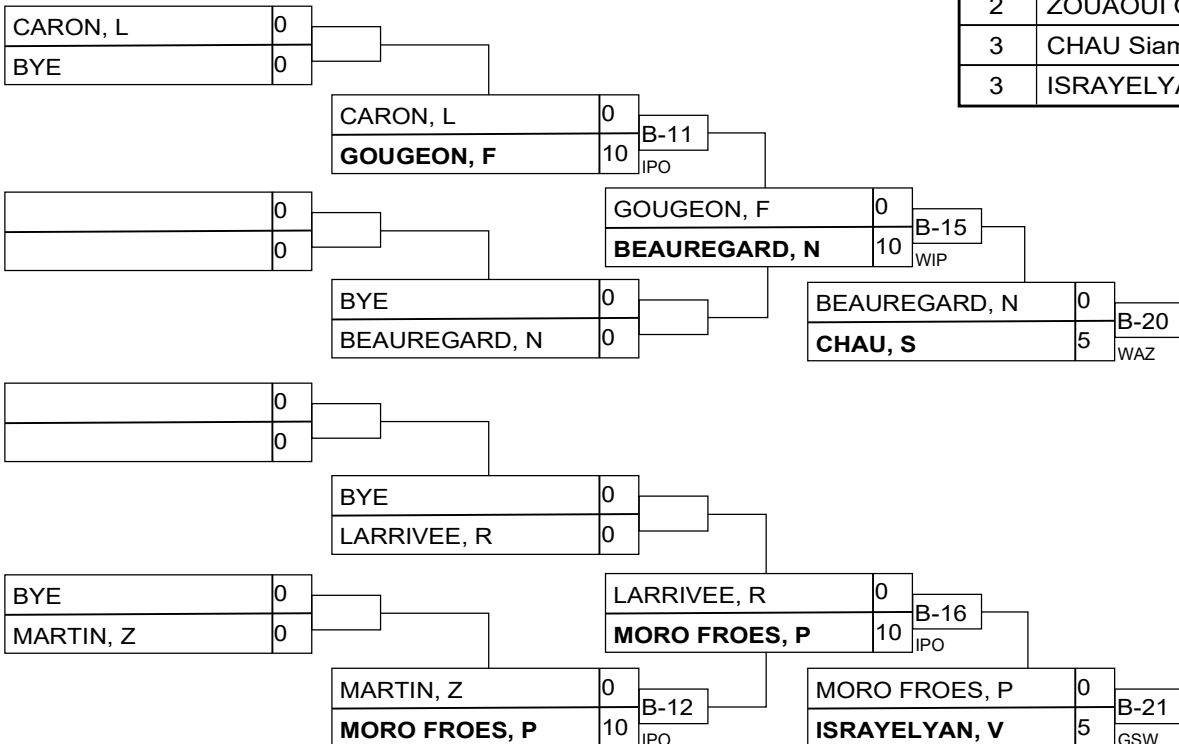 2 ZOUAOUI
3 CHAU
3
CARON, L 0
BYE 0
CARON, L 0
GOUGEON, F 10
B-11
IPO
0
0
GOUGEON, F 0
BEAUREGARD, N 10
B-15
WIP
BYE 0
BEAUREGARD, N 0
BEAUREGARD, N 0
CHAU, S 5
B-20
WAZ
0
0
BYE 0
LARRIVEE, R 0
BYE 0
MARTIN, Z 0
LARRIVEE, R 0
MORO FROES, P 10
B-16
IPO
MARTIN, Z 0
MORO FROES, P 10
B-12
IPO
MORO FROES, P 0
ISRAYELYAN, V 5
B-21
GSW